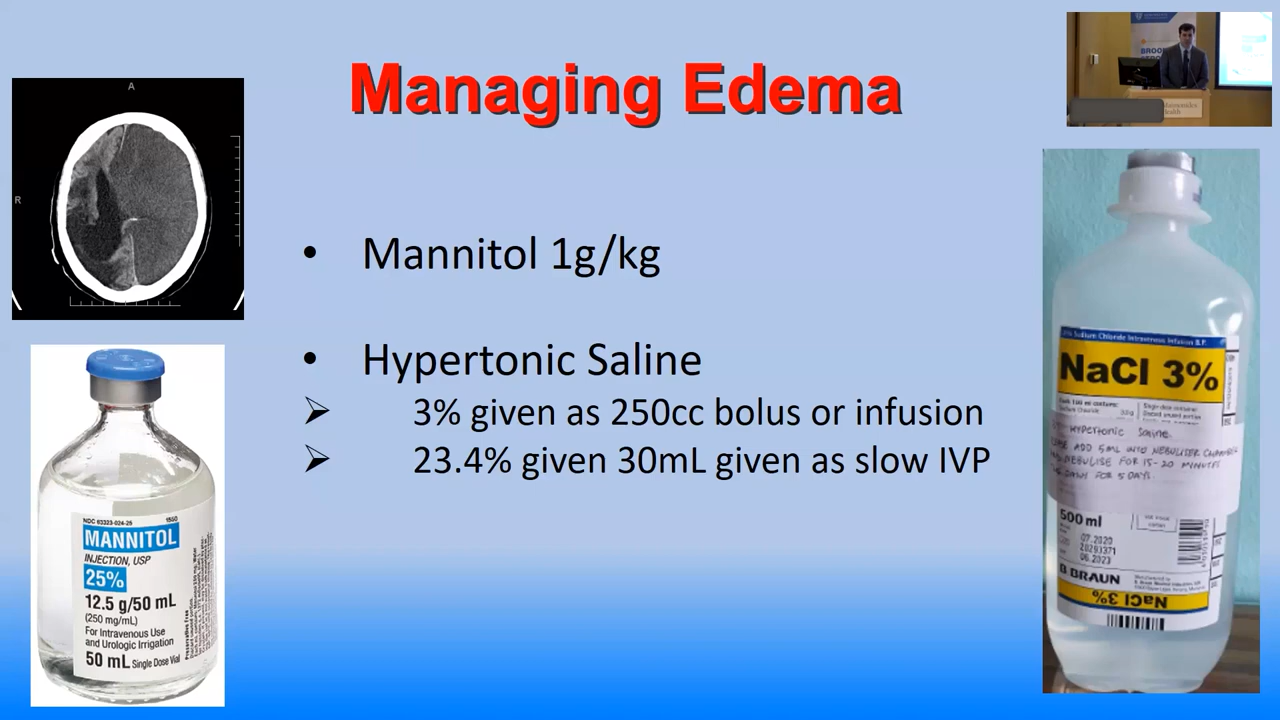 Managing Edema
A
R
• Mannitol 1g/kg
• Hypertonic Saline
➢ 3% given as 250cc bolus or infusion
➢ 23.4% given 30mL given as slow IVP
NDC 63323-024-25
MANNITOL
INJECTION, USP
25%
12.5 g/50 mL
(250 mg/mL)
For Intravenous Use
and Urologic Irrigation
50 mL Single Dose Vial
Sodium Chloride Intravenous Infusion B.P.
NaCl 3%
Hypertonic Saline
ADD 5ML INTO NEBULISER CHAMBER
NEBULISE FOR 15-20 MINUTES
FOR 5 DAYS.
500 ml
07.2020
20293371
06.2023
B BRAUN
NaCl 3%